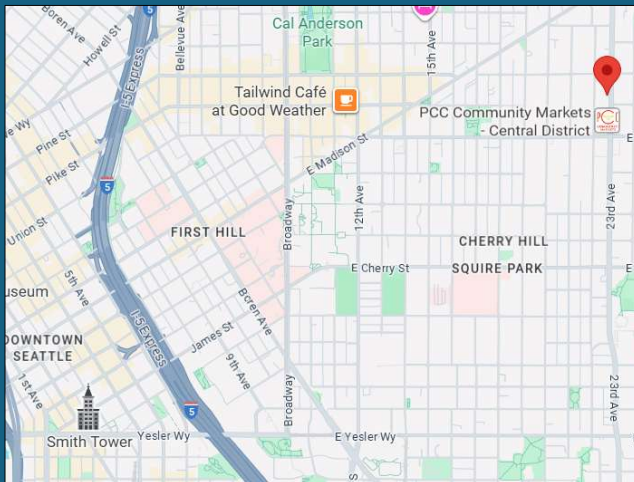 Boren Ave
Howell St
Bellevue Ave
I-5 Express
5
Cal Anderson
Park
15th Ave
Tailwind Café
at Good Weather
PCC Community Markets
- Central District
E Madison St
Pine St
Pike St
5
Union St
FIRST HILL
Broadway
12th Ave
23rd Ave
CHERRY HILL
SQUIRE PARK
E Cherry St
5th Ave
useum
I-5 Express
Boren Ave
James St
DOWNTOWN
SEATTLE
9th Ave
1st Ave
5
Broadway
23rd Ave
Smith Tower
Yesler Wy
E Yesler Wy
S